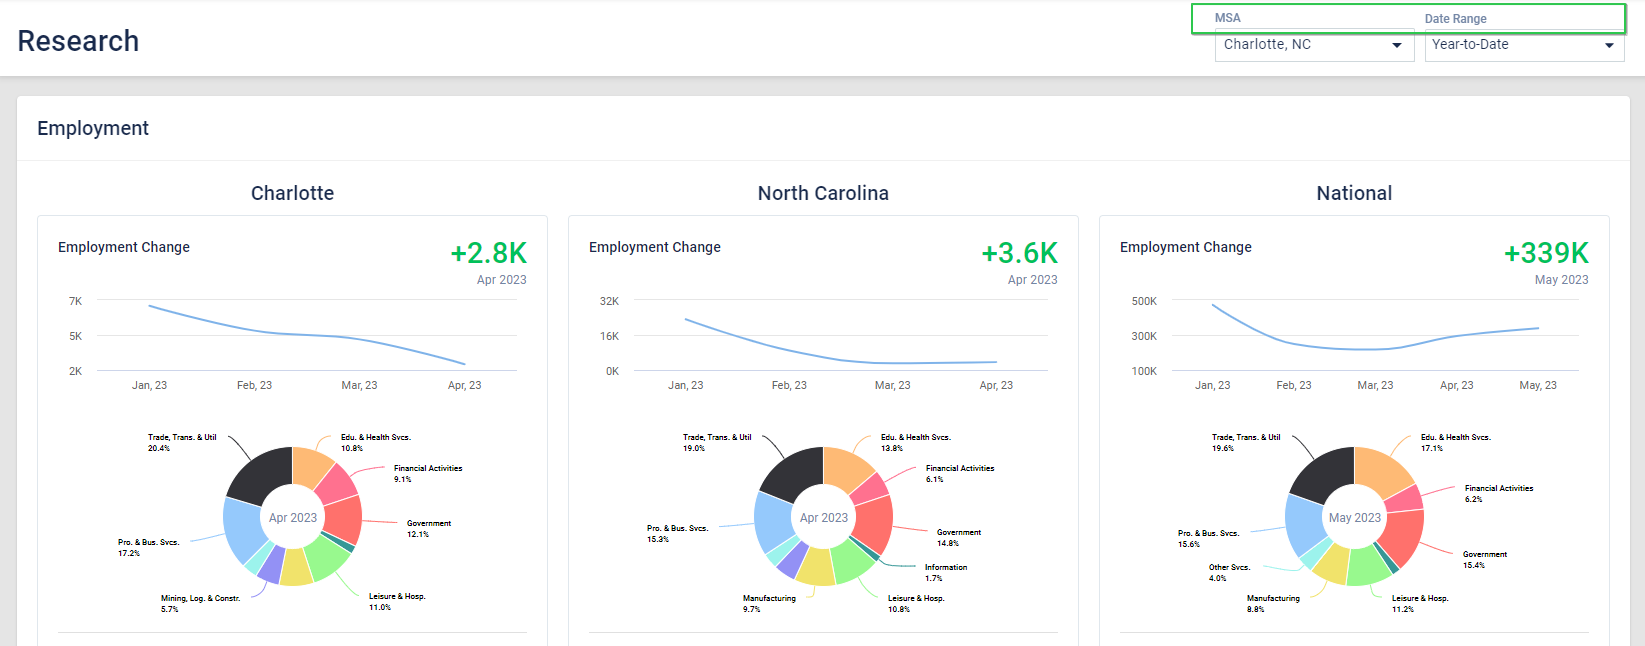 MSA
Date Range
Research
Charlotte, NC
Year-to-Date
Employment
Charlotte
Employment Change
+2.8K
Apr 2023
7K
5K
2K
Jan, 23
Feb, 23
Mar, 23
Apr, 23
Trade, Trans. & Util
20.4%
Edu. & Health Svcs.
10.8%
Financial Activities
9.1%
Apr 2023
Government
12.1%
Pro. & Bus. Svcs.
17.2%
Mining, Log. & Constr.
5.7%
Leisure & Hosp.
11.0%
North Carolina
Employment Change
+3.6K
Apr 2023
32K
16K
0K
Jan, 23
Feb, 23
Mar, 23
Apr, 23
Trade, Trans. & Util
19.0%
Edu. & Health Svcs.
13.8%
Financial Activities
6.1%
Apr 2023
Pro. & Bus. Svcs.
15.3%
Government
14.8%
Information
1.7%
Manufacturing
9.7%
Leisure & Hosp.
10.8%
National
Employment Change
+339K
May 2023
500K
300K
100K
Jan, 23
Feb, 23
Mar, 23
Apr, 23
May, 23
Trade, Trans. & Util
19.6%
Edu. & Health Svcs.
17.1%
Financial Activities
6.2%
May 2023
Pro. & Bus. Svcs.
15.6%
Government
15.4%
Other Svcs.
4.0%
Manufacturing
8.8%
Leisure & Hosp.
11.2%